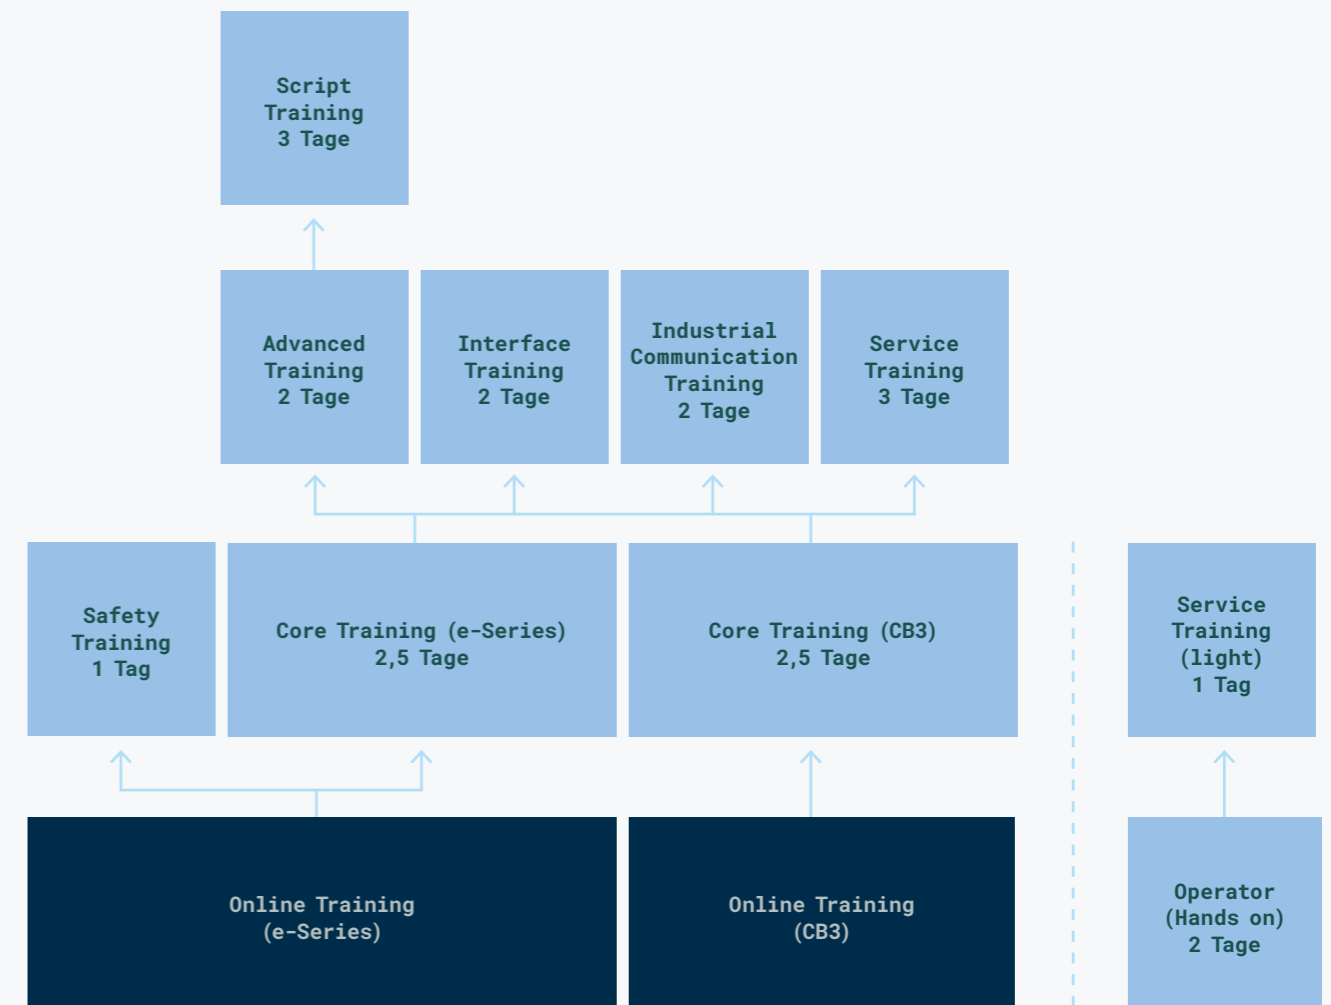 Script
Training
3 Tage
Advanced
Training
2 Tage
Interface
Training
2 Tage
Industrial
Communication
Training
2 Tage
Service
Training
3 Tage
Safety
Training
1 Tag
Core Training (e-Series)
2,5 Tage
Core Training (CB3)
2,5 Tage
Service
Training
(light)
1 Tag
Online Training
(e-Series)
Online Training
(CB3)
Operator
(Hands on)
2 Tage